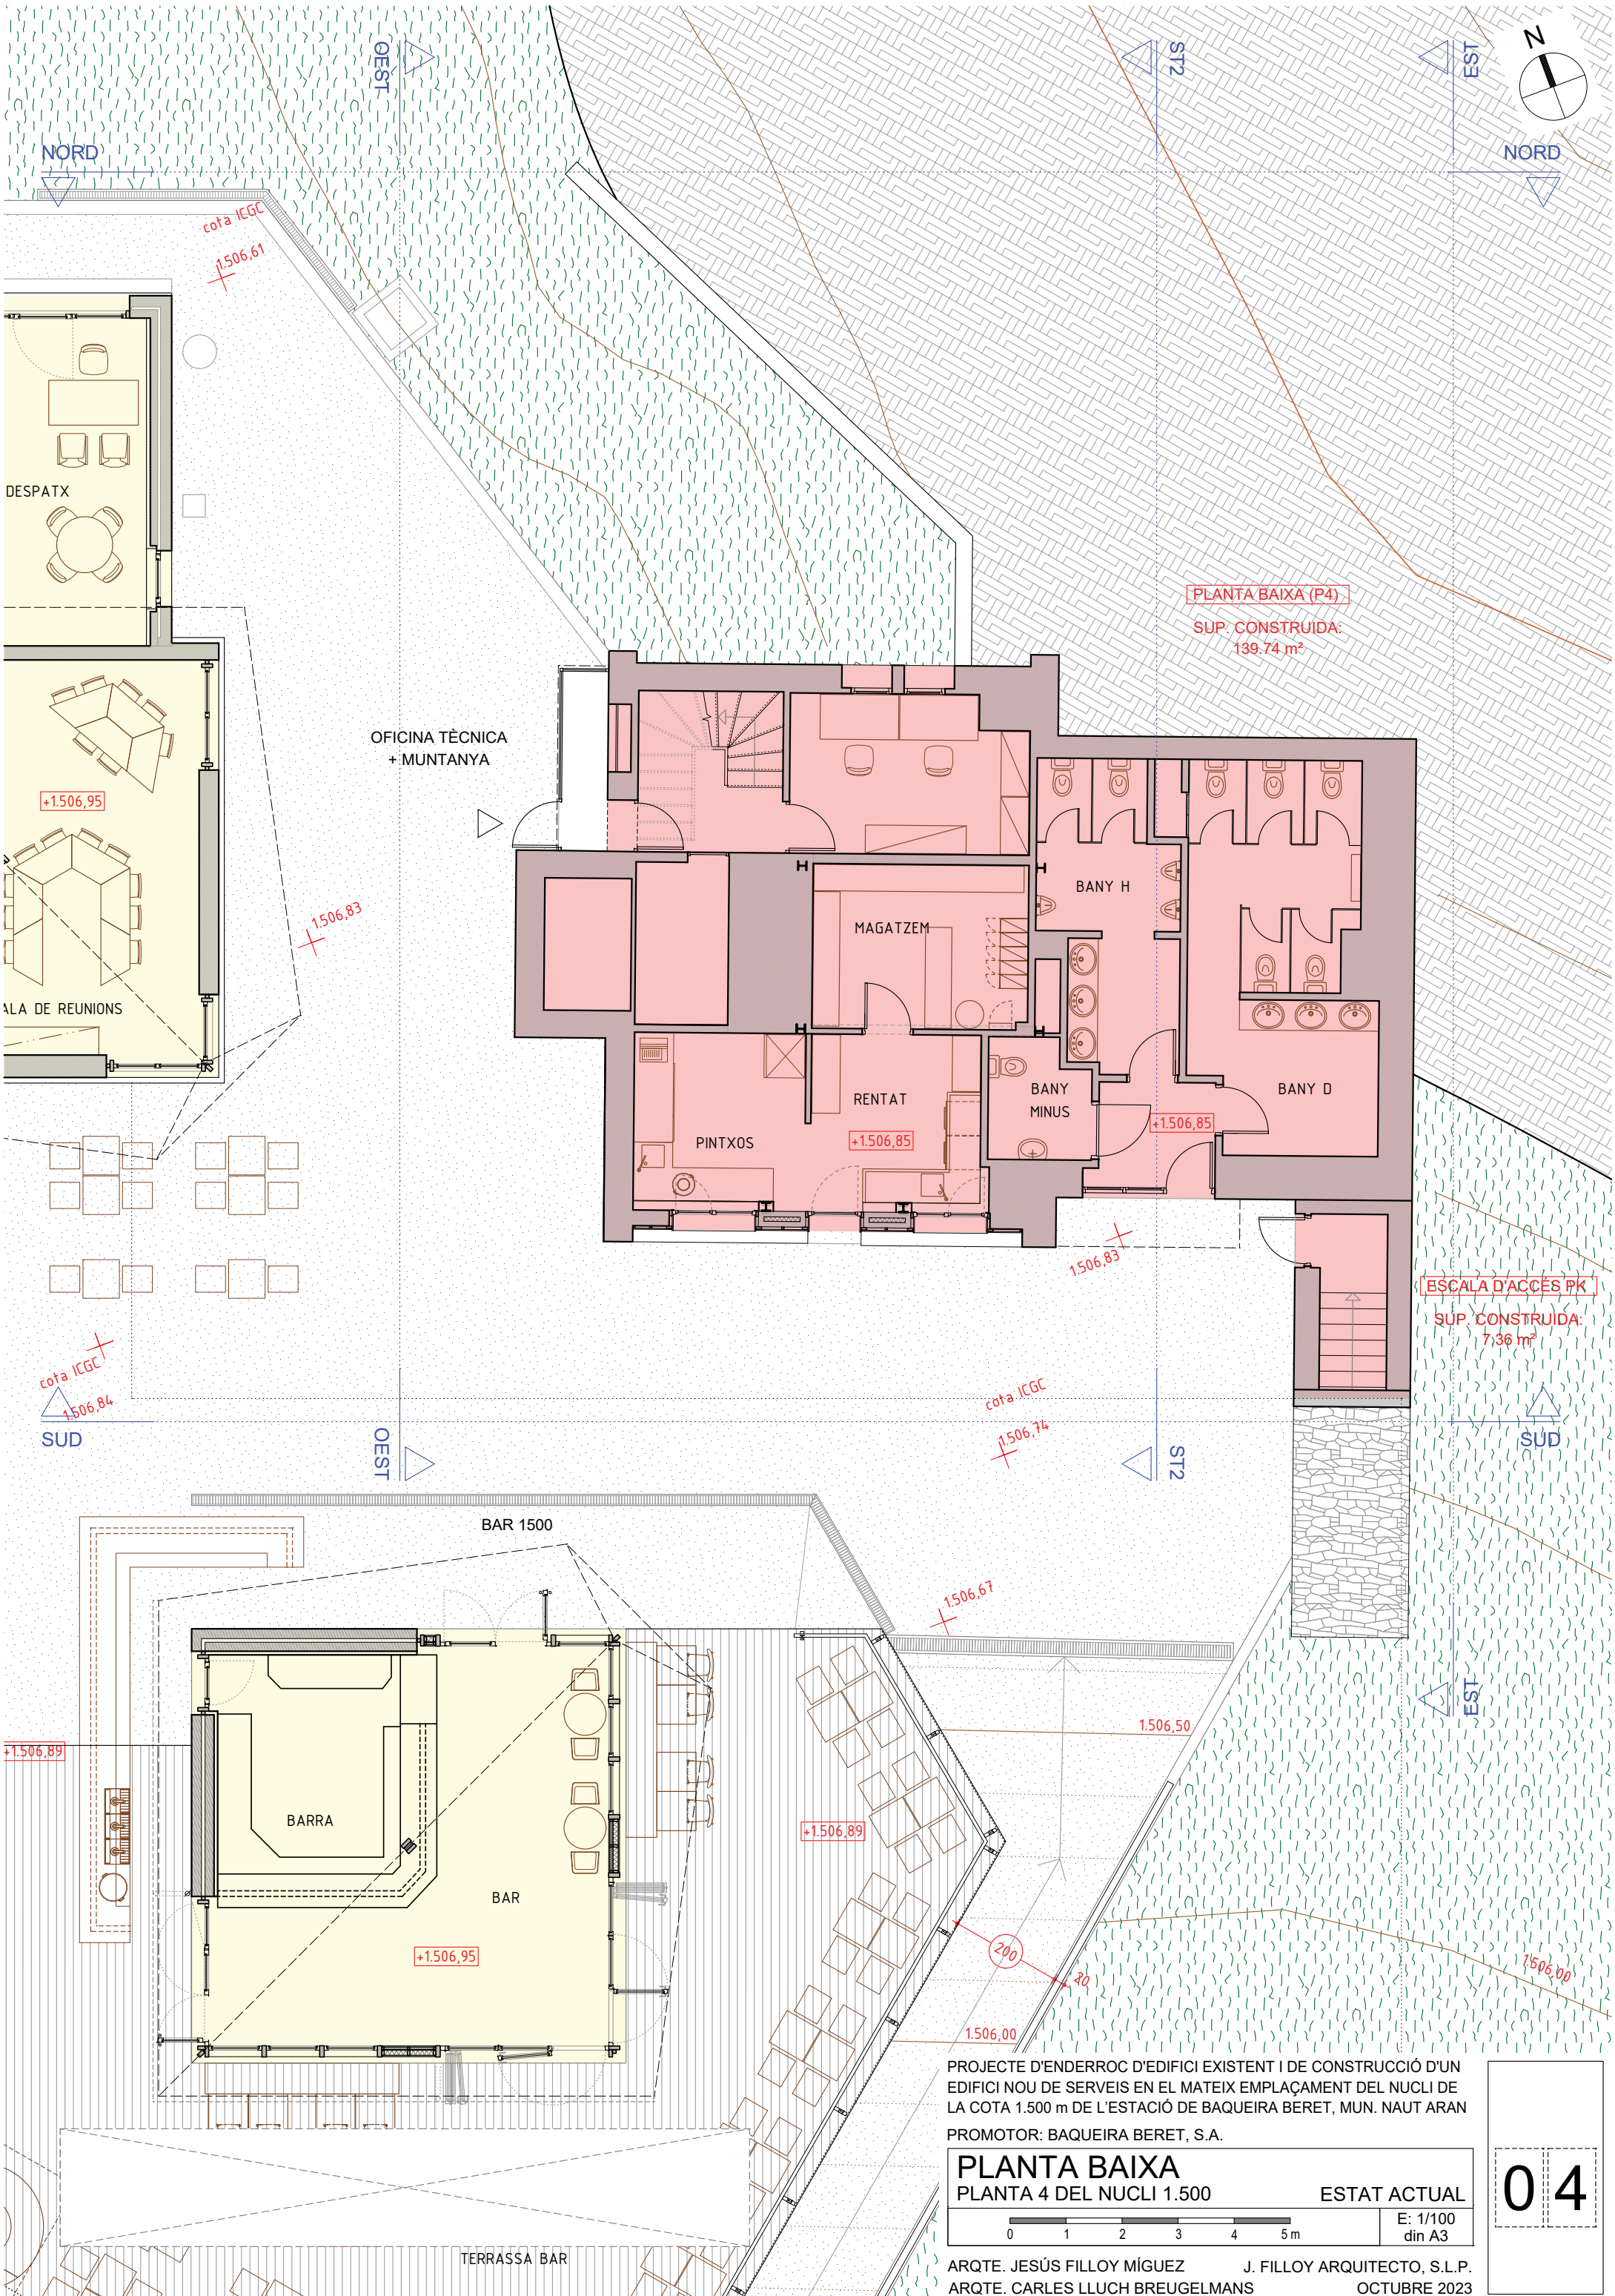 N
OEST
ST2
EST
NORD
NORD
cota ICGC
1.506,61
DESPATX
PLANTA BAIXA (P4)
SUP. CONSTRUIDA:
139.74 m²
OFICINA TÈCNICA
+ MUNTANYA
+1.506,95
1.506,83
ALA DE REUNIONS
BANY H
MAGATZEM
RENTAT
BANY
MINUS
BANY D
PINTXOS
+1.506,85
+1.506,85
1.506,83
ESCALA D'ACCÉS PK
SUP. CONSTRUIDA:
7,36 m²
cota ICGC
1.506,84
cota ICGC
1.506,74
SUD
SUD
OEST
ST2
BAR 1500
1.506,67
EST
1.506,50
+1.506,89
BARRA
+1.506,89
BAR
+1.506,95
200
20
1.506,00
1.506,00
TERRASSA BAR
PROJECTE D'ENDERROC D'EDIFICI EXISTENT I DE CONSTRUCCIÓ D'UN
EDIFICI NOU DE SERVEIS EN EL MATEIX EMPLAÇAMENT DEL NUCLI DE
LA COTA 1.500 m DE L'ESTACIÓ DE BAQUEIRA BERET, MUN. NAUT ARAN
PROMOTOR: BAQUEIRA BERET, S.A.
PLANTA BAIXA
PLANTA 4 DEL NUCLI 1.500 ESTAT ACTUAL
0 1 2 3 4 5 m
E: 1/100
din A3
04
ARQTE. JESÚS FILLOY MÍGUEZ J. FILLOY ARQUITECTO, S.L.P.
ARQTE. CARLES LLUCH BREUGELMANS OCTUBRE 2023